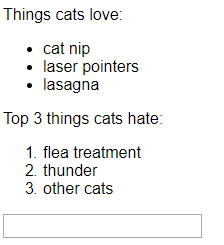 Things cats love:
• cat nip
• laser pointers
• lasagna
Top 3 things cats hate:
1. flea treatment
2. thunder
3. other cats